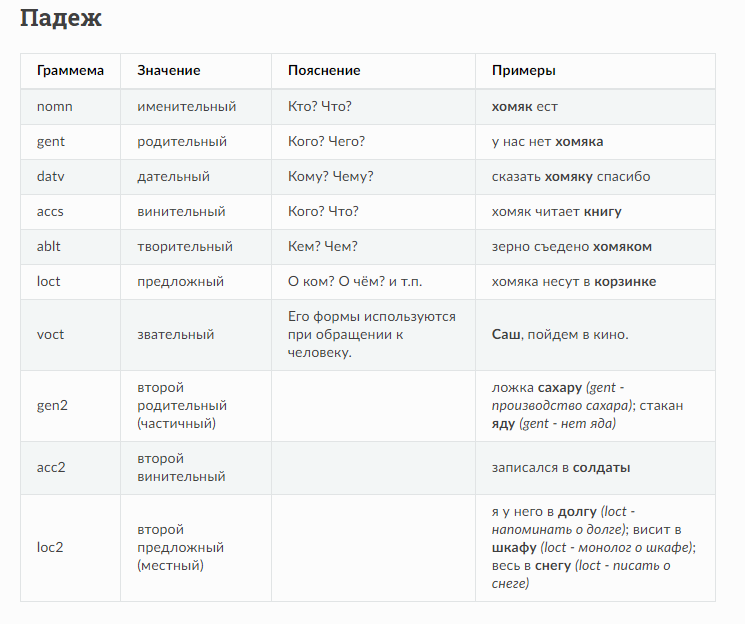 Падеж
Граммема Значение Пояснение Примеры
nomn именительный Кто? Что? хомяк ест
gent родительный Кого? Чего? у нас нет хомяка
datv дательный Кому? Чему? сказать хомяку спасибо
accs винительный Кого? Что? хомяк читает книгу
ablt творительный Кем? Чем? зерно съедено хомяком
loct предложный О ком? О чём? и т.п. хомяка несут в корзинке
voct звательный
Его формы используются
при обращении к
человеку.
Саш, пойдем в кино.
gen2
второй
родительный
(частичный)
ложка сахару (gent -
производство сахара); стакан
яду (gent - нет яда)
acc2
второй
винительный
записался в солдаты
loc2
второй
предложный
(местный)
я у него в долгу (loct -
напоминать о долге); висит в
шкафу (loct - монолог о шкафе);
весь в снегу (loct - писать о
снеге)